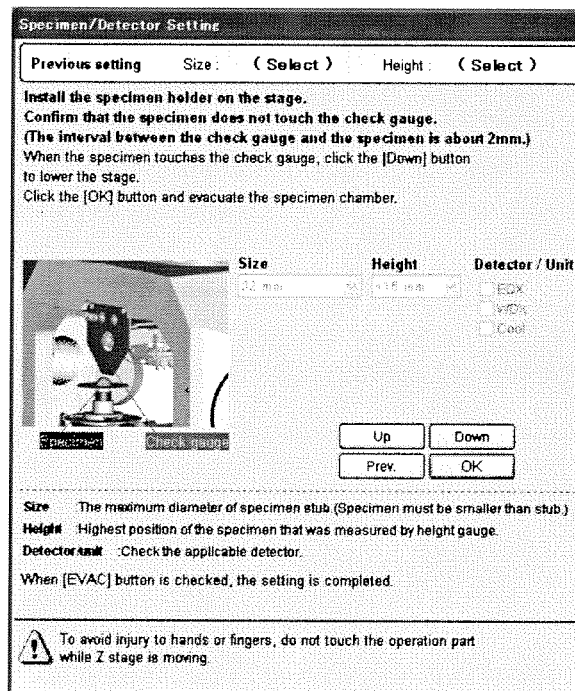 Specimen/Detector Setting
Previous setting Size : ( Select ) Height : ( Select )
Install the specimen holder on the stage.
Confirm that the specimen does not touch the check gauge.
(The interval between the check gauge and the specimen is about 2mm.)
When the specimen touches the check gauge, click the [Down] button
to lower the stage.
Click the [OK] button and evacuate the specimen chamber.
Size Height Detector / Unit
mm mm EDX
WDX
Cool
Specimen Check gauge
Up Down
Prev. OK
Size The maximum diameter of specimen stub.(Specimen must be smaller than stub.)
Height :Highest position of the specimen that was measured by height gauge.
Detector/unit :Check the applicable detector.
When [EVAC] button is checked, the setting is completed.
To avoid injury to hands or fingers, do not touch the operation part
while Z stage is moving.